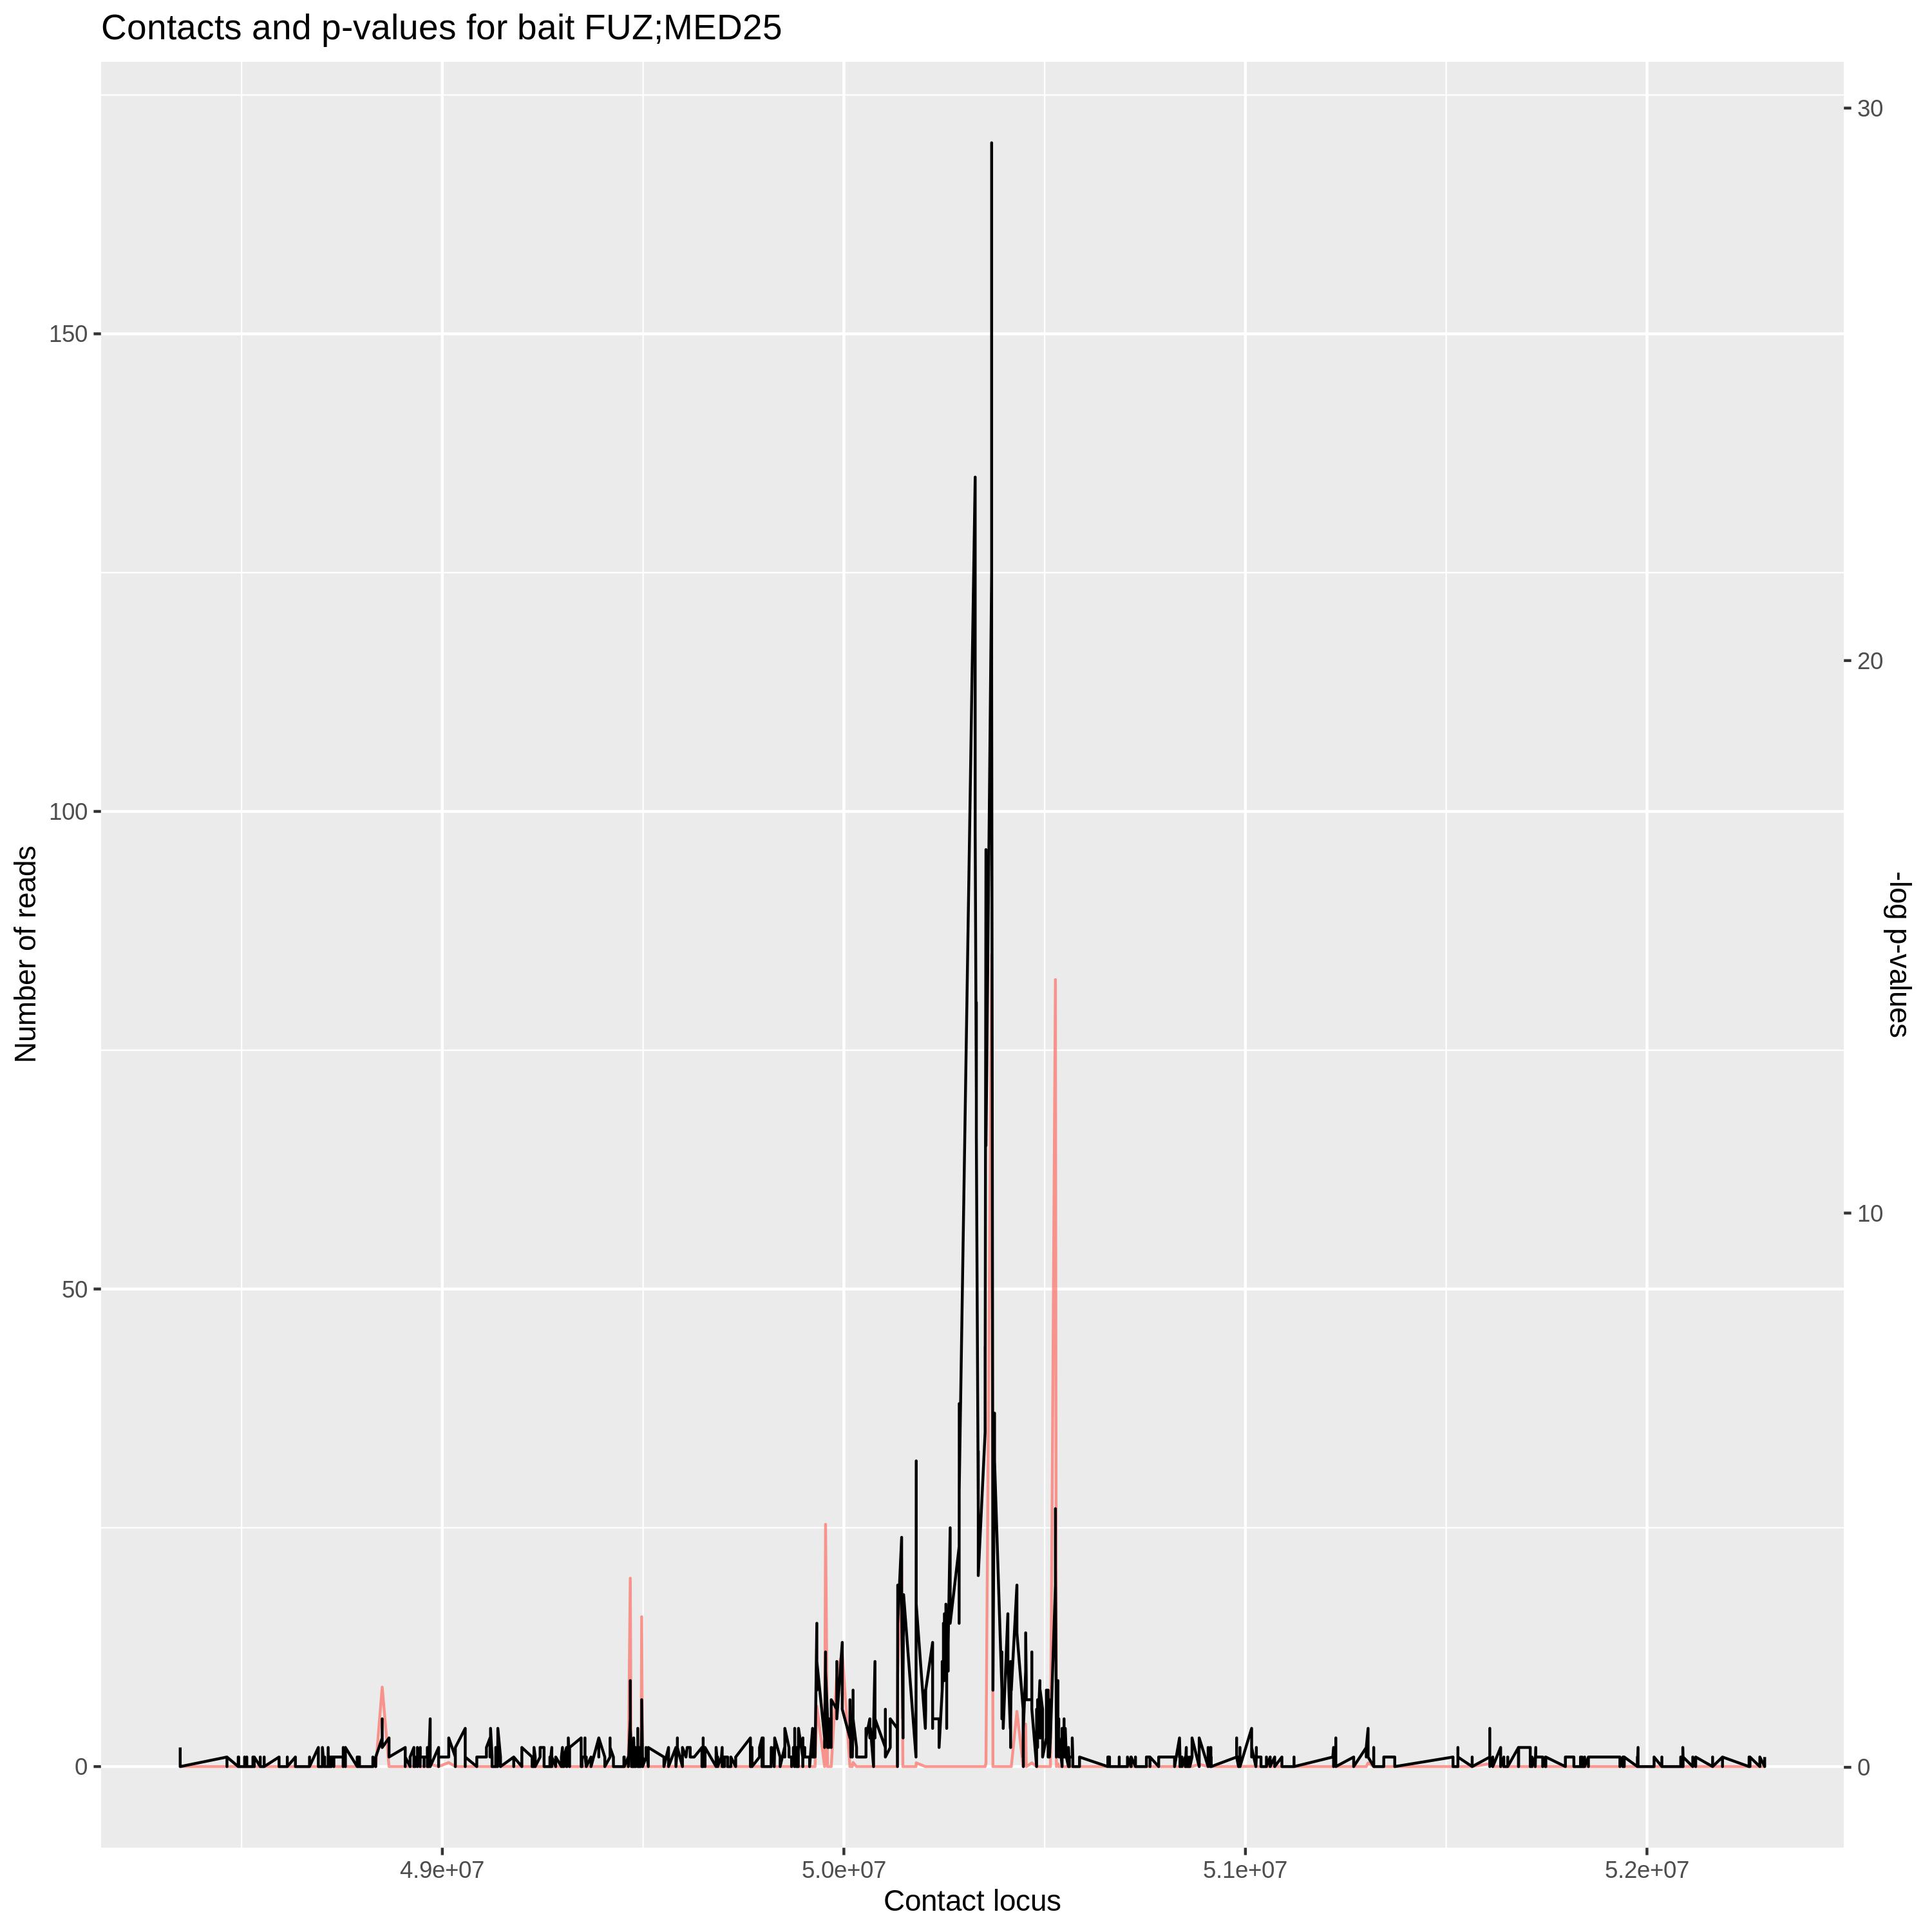 Contacts and p-values for bait FUZ;MED25
Number of reads
150
100
50
0
30
20
10
0
-log p-values
4.9e+07
5.0e+07
5.1e+07
5.2e+07
Contact locus